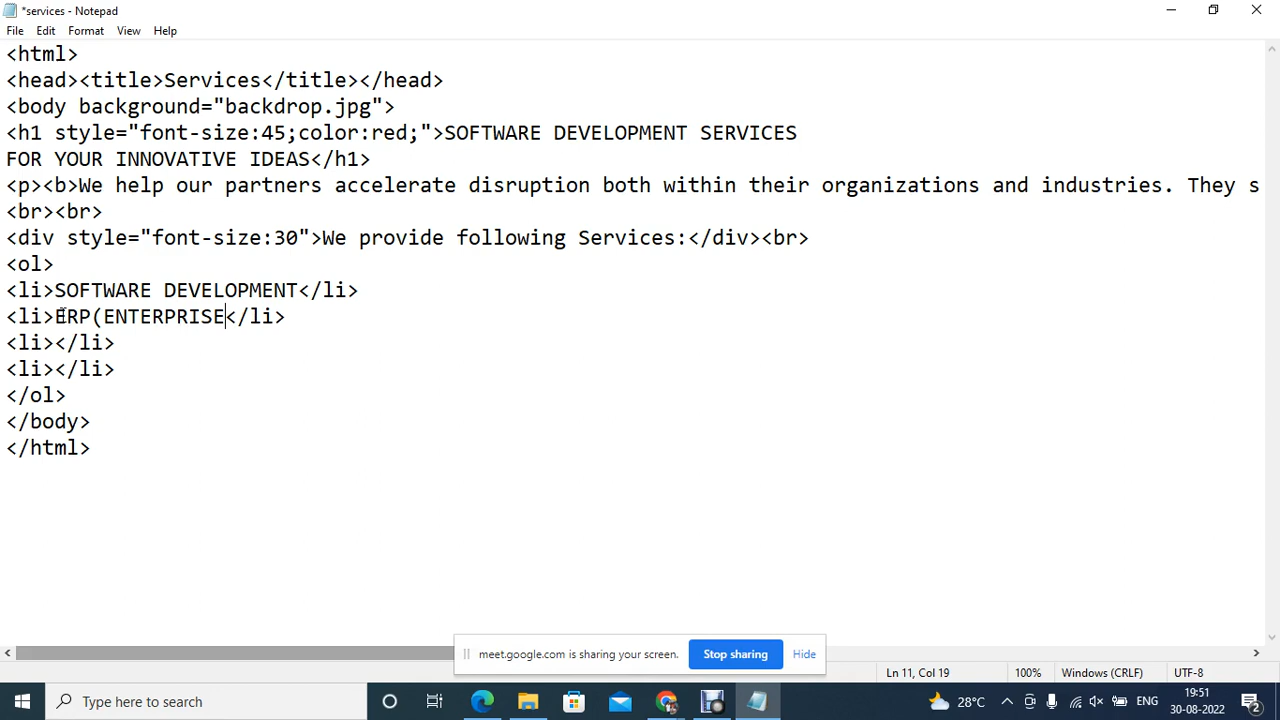 *services - Notepad
File Edit Format View Help
<html>
<head><title>Services</title></head>
<body background="backdrop.jpg">
<h1 style="font-size:45;color:red;">SOFTWARE DEVELOPMENT SERVICES
FOR YOUR INNOVATIVE IDEAS</h1>
<p><b>We help our partners accelerate disruption both within their organizations and industries. They s
<br><br>
<div style="font-size:30">We provide following Services:</div><br>
<ol>
<li>SOFTWARE DEVELOPMENT</li>
<li>ERP(ENTERPRISE</li>
<li></li>
<li></li>
</ol>
</body>
</html>
meet.google.com is sharing your screen. Stop sharing Hide
Ln 11, Col 19 100% Windows (CRLF) UTF-8
Type here to search 28°C ENG 19:51
30-08-2022 2